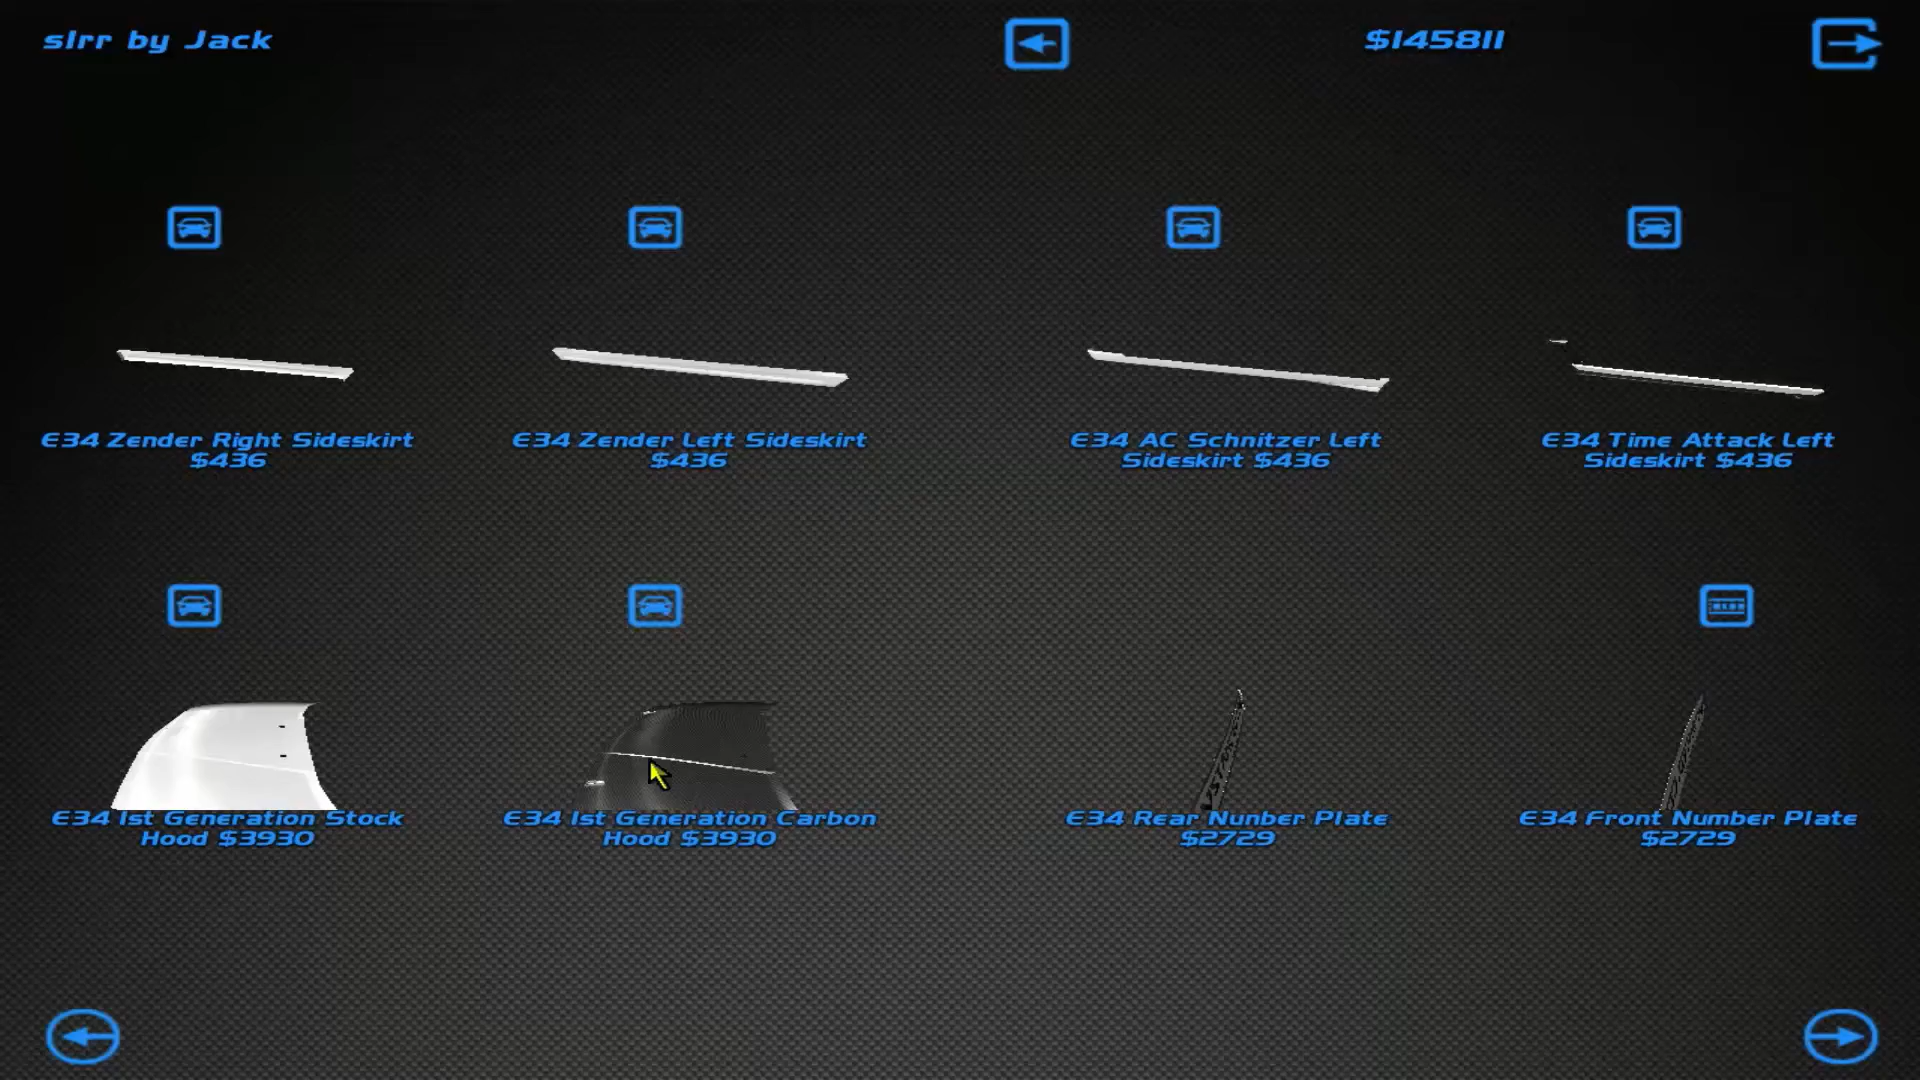 slrr by Jack
$145811
E34 Zender Right Sideskirt
$436
E34 Zender Left Sideskirt
$436
E34 AC Schnitzer Left
Sideskirt $436
E34 Time Attack Left
Sideskirt $436
E34 1st Generation Stock
Hood $3930
E34 1st Generation Carbon
Hood $3930
E34 Rear Nunber Plate
$2729
E34 Front Number Plate
$2729